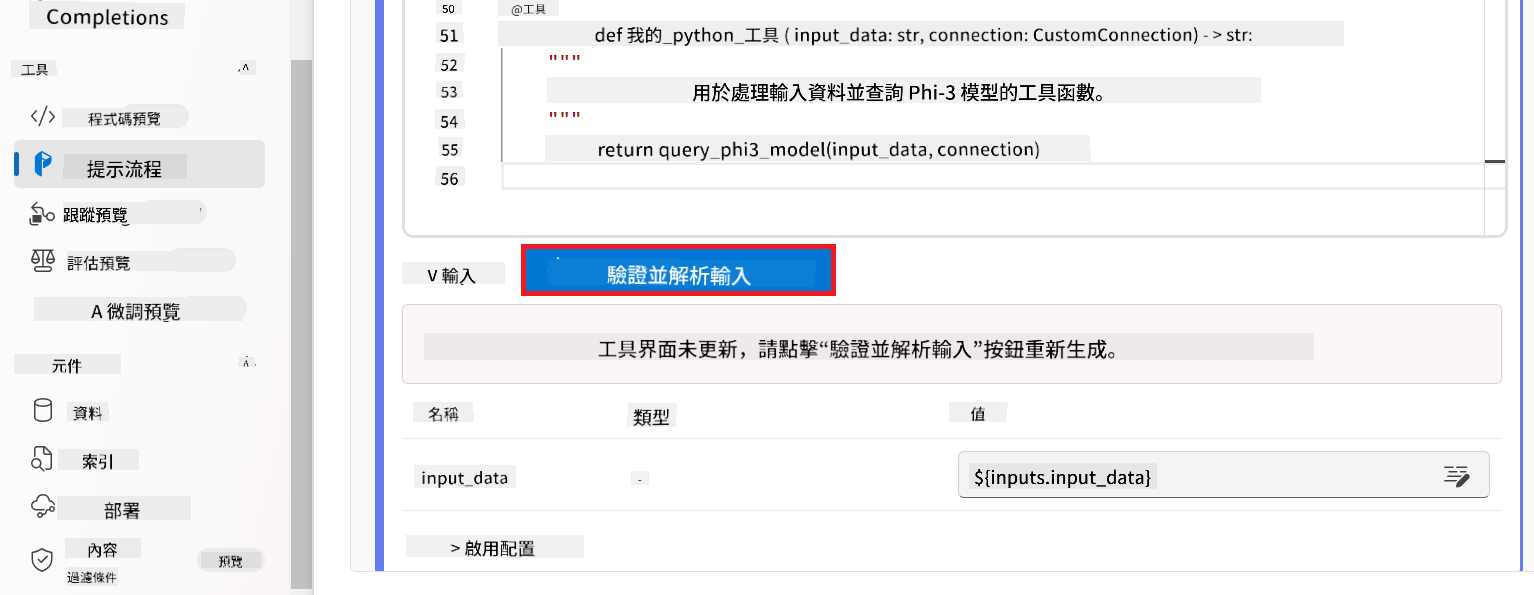 Completions
工具
程式碼預覽
提示流程
跟蹤預覽
評估預覽
A 微調預覽
元件
資料
索引
部署
內容
過濾條件
預覽
50 @工具
51 def 我的_python_工具 ( input_data: str, connection: CustomConnection) - > str:
52 """
53 用於處理輸入資料並查詢 Phi-3 模型的工具函數。
54 """
55 return query_phi3_model(input_data, connection)
56
V 輸入
驗證並解析輸入
工具界面未更新，請點擊“驗證並解析輸入”按鈕重新生成。
名稱 類型 值
input_data - ${inputs.input_data}
> 啟用配置